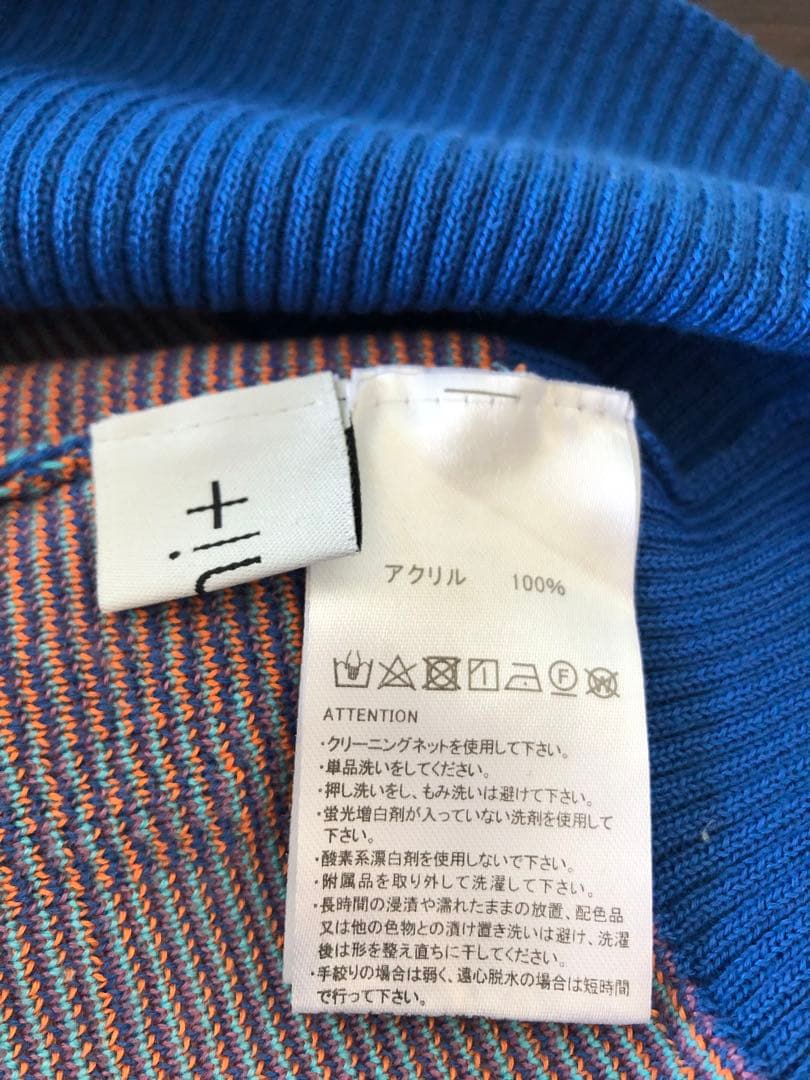 アクリル 100%
ATTENTION
・クリーニングネットを使用して下さい。
・単品洗いをしてください。
・押し洗いをし、もみ洗いは避けて下さい。
・蛍光増白剤が入っていない洗剤を使用して
下さい。
・酸素系漂白剤を使用しないで下さい。
・附属品を取り外して洗濯して下さい。
・長時間の浸漬や濡れたままの放置、配色品
又は他の色物との漬け置き洗いは避け、洗濯
後は形を整え直ちに干してください。
・手絞りの場合は弱く、遠心脱水の場合は短時間
で行って下さい。